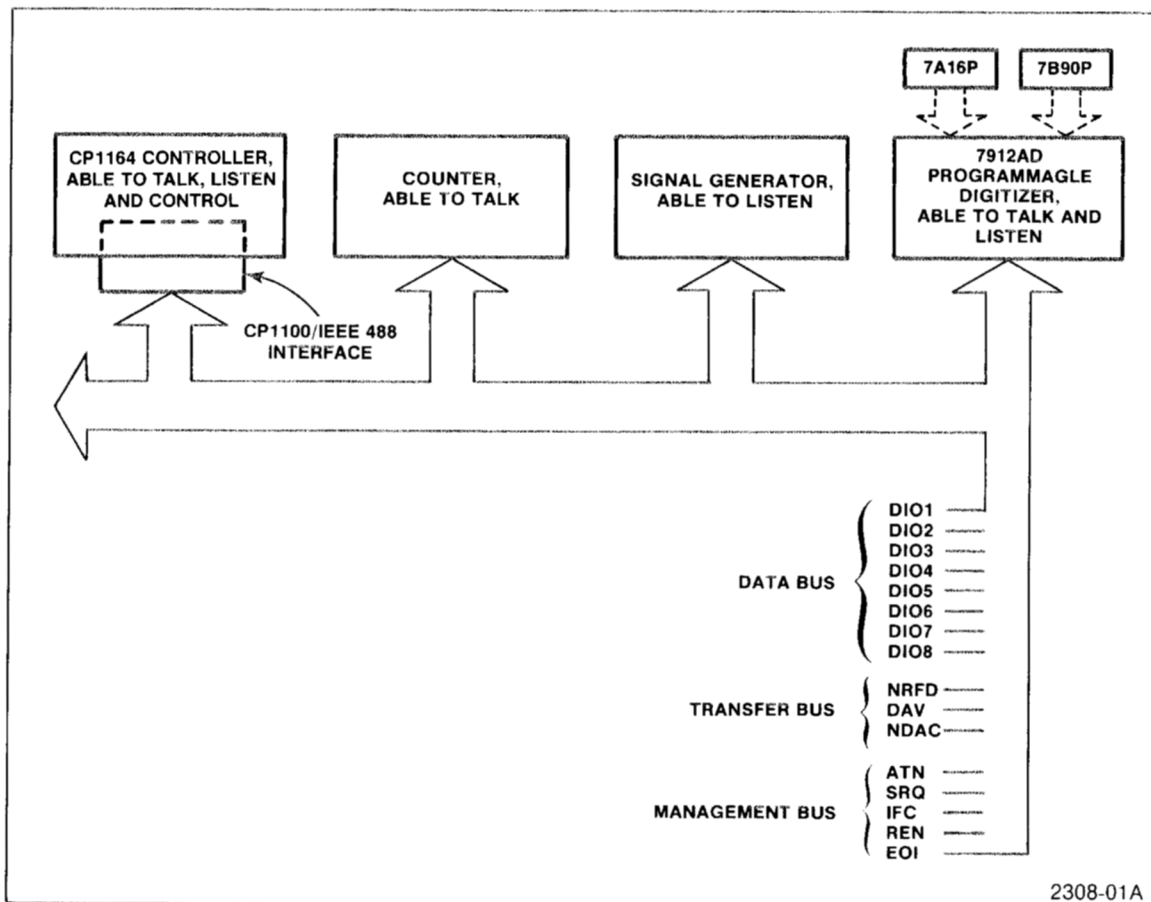 7A16P
7B90P
CP1164 CONTROLLER,
ABLE TO TALK, LISTEN
AND CONTROL
COUNTER,
ABLE TO TALK
SIGNAL GENERATOR,
ABLE TO LISTEN
7912AD
PROGRAMMAGLE
DIGITIZER,
ABLE TO TALK AND
LISTEN
CP1100/IEEE 488
INTERFACE
DATA BUS
DIO1
DIO2
DIO3
DIO4
DIO5
DIO6
DIO7
DIO8
TRANSFER BUS
NRFD
DAV
NDAC
MANAGEMENT BUS
ATN
SRQ
IFC
REN
EOI
2308-01A